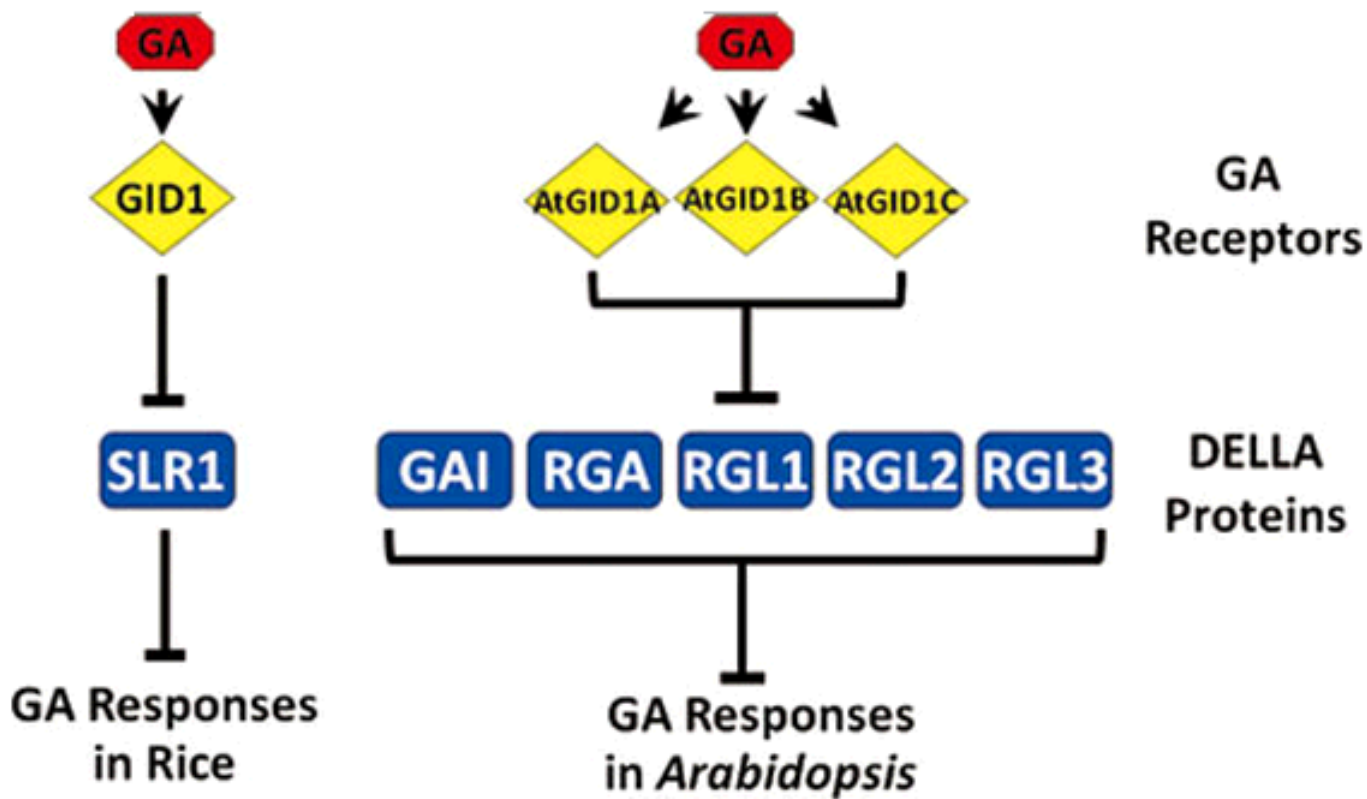 GA
GA
GID1
AtGID1A
AtGID1B
AtGID1C
GA
Receptors
SLR1
GAI
RGA
RGL1
RGL2
RGL3
DELLA
Proteins
GA Responses
in Rice
GA Responses
in Arabidopsis